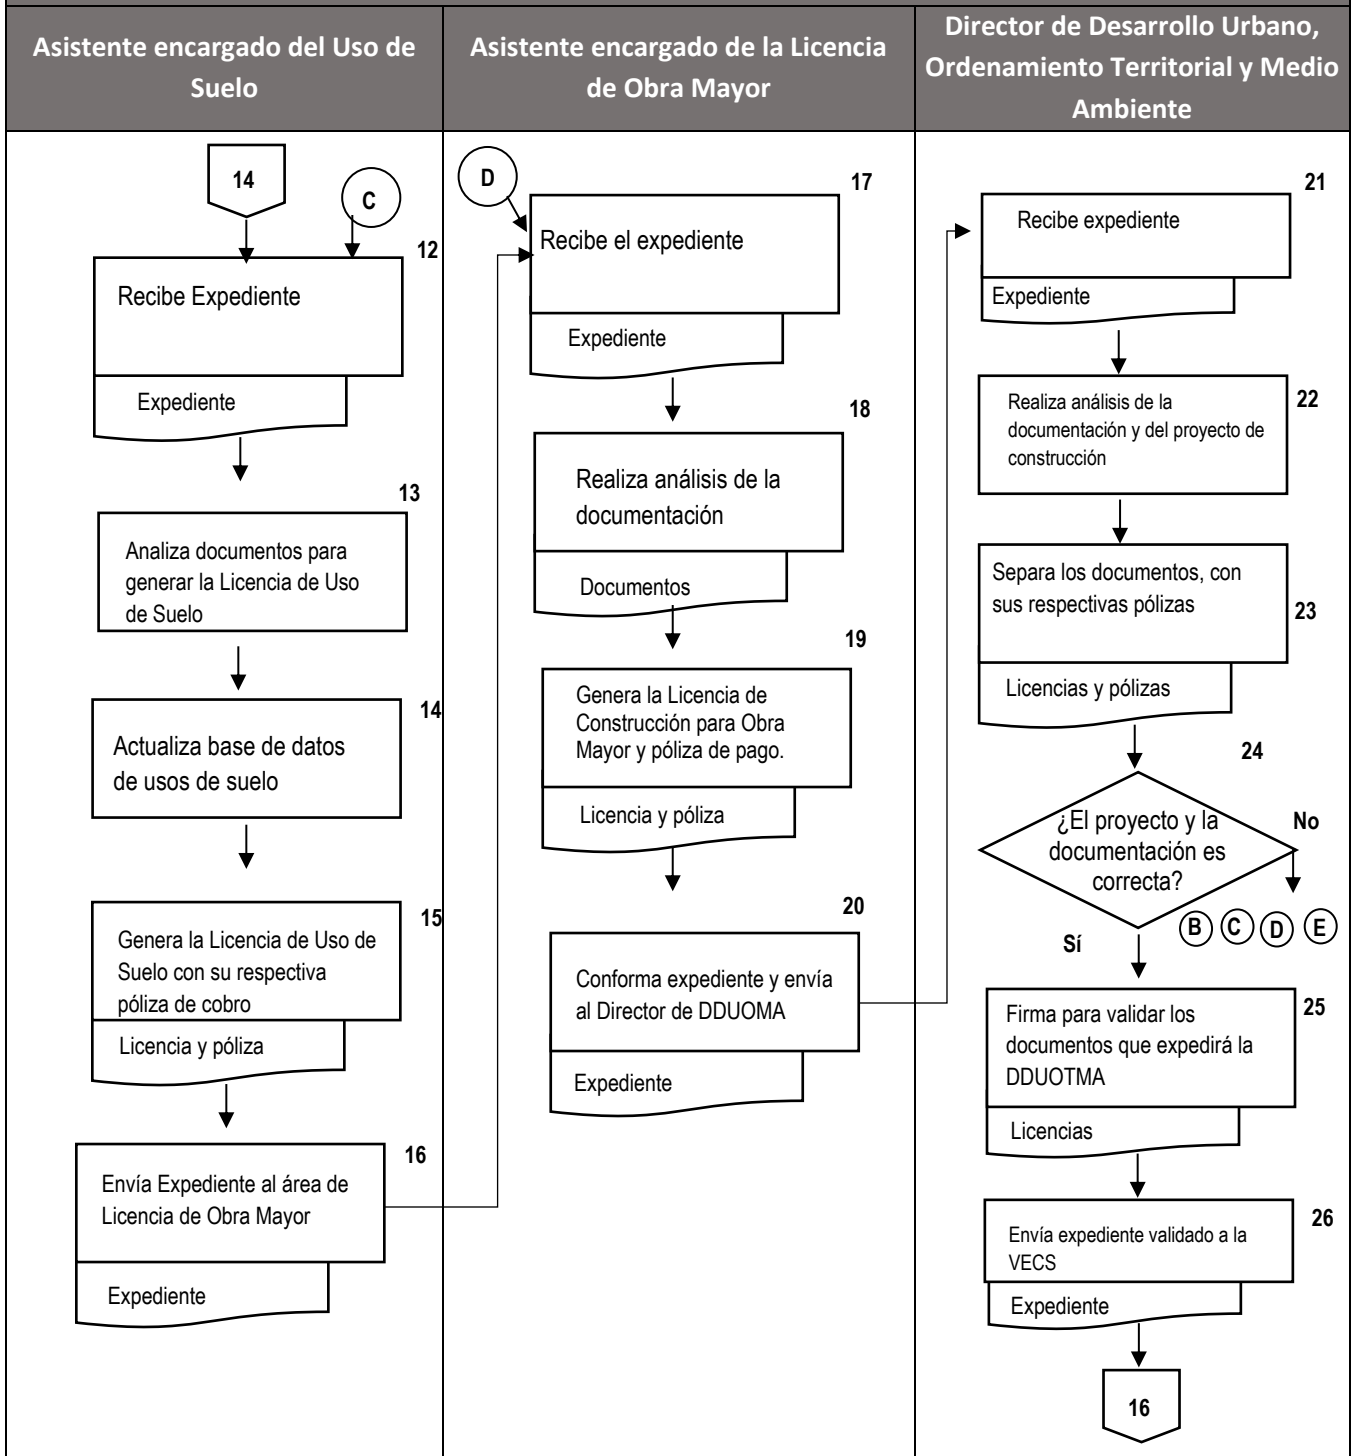 Asistente encargado del Uso de
Suelo
Asistente encargado de la Licencia
de Obra Mayor
Director de Desarrollo Urbano,
Ordenamiento Territorial y Medio
Ambiente
14
C
12
Recibe Expediente
Expediente
13
Analiza documentos para
generar la Licencia de Uso
de Suelo
14
Actualiza base de datos
de usos de suelo
15
Genera la Licencia de Uso de
Suelo con su respectiva
póliza de cobro
Licencia y póliza
16
Envía Expediente al área de
Licencia de Obra Mayor
Expediente
D
17
Recibe el expediente
Expediente
18
Realiza análisis de la
documentación
Documentos
19
Genera la Licencia de
Construcción para Obra
Mayor y póliza de pago.
Licencia y póliza
20
Conforma expediente y envía
al Director de DDUOMA
Expediente
21
Recibe expediente
Expediente
22
Realiza análisis de la
documentación y del proyecto de
construcción
Separa los documentos, con
sus respectivas pólizas
23
Licencias y pólizas
24
¿El proyecto y la
documentación es
correcta?
No
B C D E
Sí
25
Firma para validar los
documentos que expedirá la
DDUOTMA
Licencias
26
Envía expediente validado a la
VECS
Expediente
16